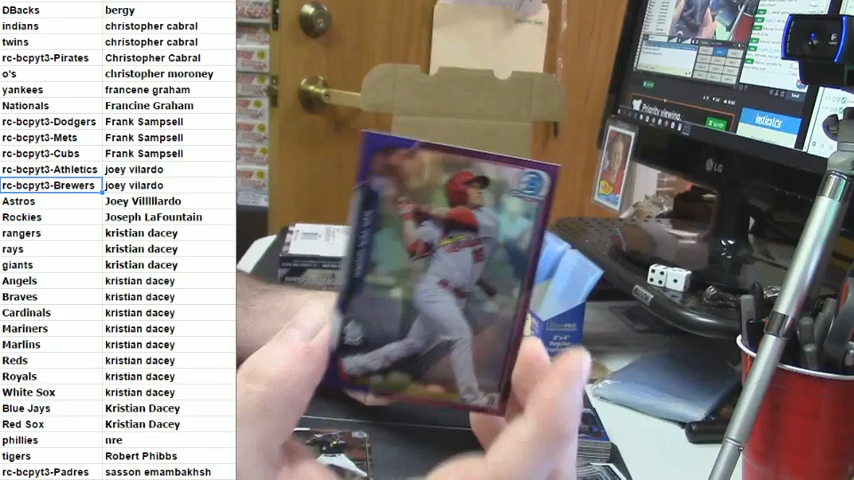 DBacks bergy
indians christopher cabral
twins christopher cabral
rc-bcpyt3-Pirates Christopher Cabral
o's christopher moroney
yankees francene graham
Nationals Francine Graham
rc-bcpyt3-Dodgers Frank Sampsell
rc-bcpyt3-Mets Frank Sampsell
rc-bcpyt3-Cubs Frank Sampsell
rc-bcpyt3-Athletics joey vilardo
rc-bcpyt3-Brewers joey vilardo
Astros Joey Villlllardo
Rockies Joseph LaFountain
rangers kristian dacey
rays kristian dacey
giants kristian dacey
Angels kristian dacey
Braves kristian dacey
Cardinals kristian dacey
Mariners kristian dacey
Marlins kristian dacey
Reds kristian dacey
Royals kristian dacey
White Sox kristian dacey
Blue Jays Kristian Dacey
Red Sox Kristian Dacey
phillies nre
tigers Robert Phibbs
rc-bcpyt3-Padres sasson emambakhsh
Priority viewing
instigator
LG